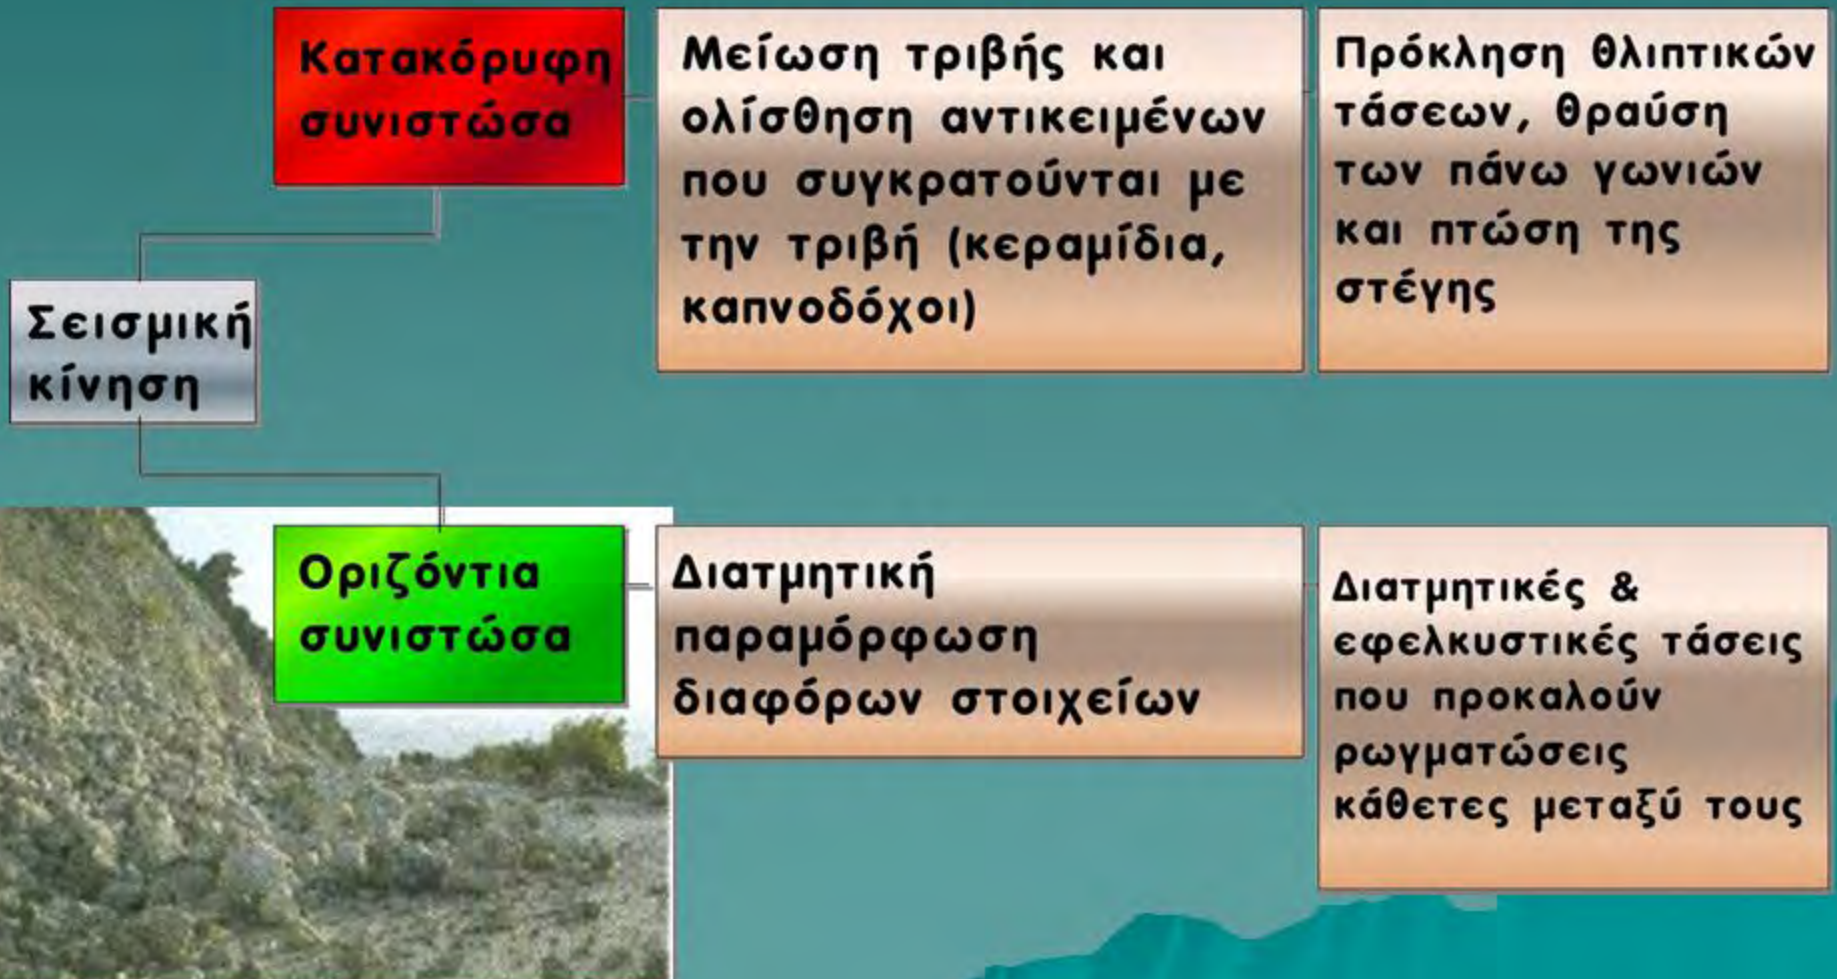 Κατακόρυφη
συνιστώσα
Μείωση τριβής και
ολίσθηση αντικειμένων
που συγκρατούνται με
την τριβή (κεραμίδια,
καπνοδόχοι)
Πρόκληση θλιπτικών
τάσεων, θραύση
των πάνω γωνιών
και πτώση της
στέγης
Σεισμική
κίνηση
Οριζόντια
συνιστώσα
Διατμητική
παραμόρφωση
διαφόρων στοιχείων
Διατμητικές &
εφελκυστικές τάσεις
που προκαλούν
ρωγματώσεις
κάθετες μεταξύ τους